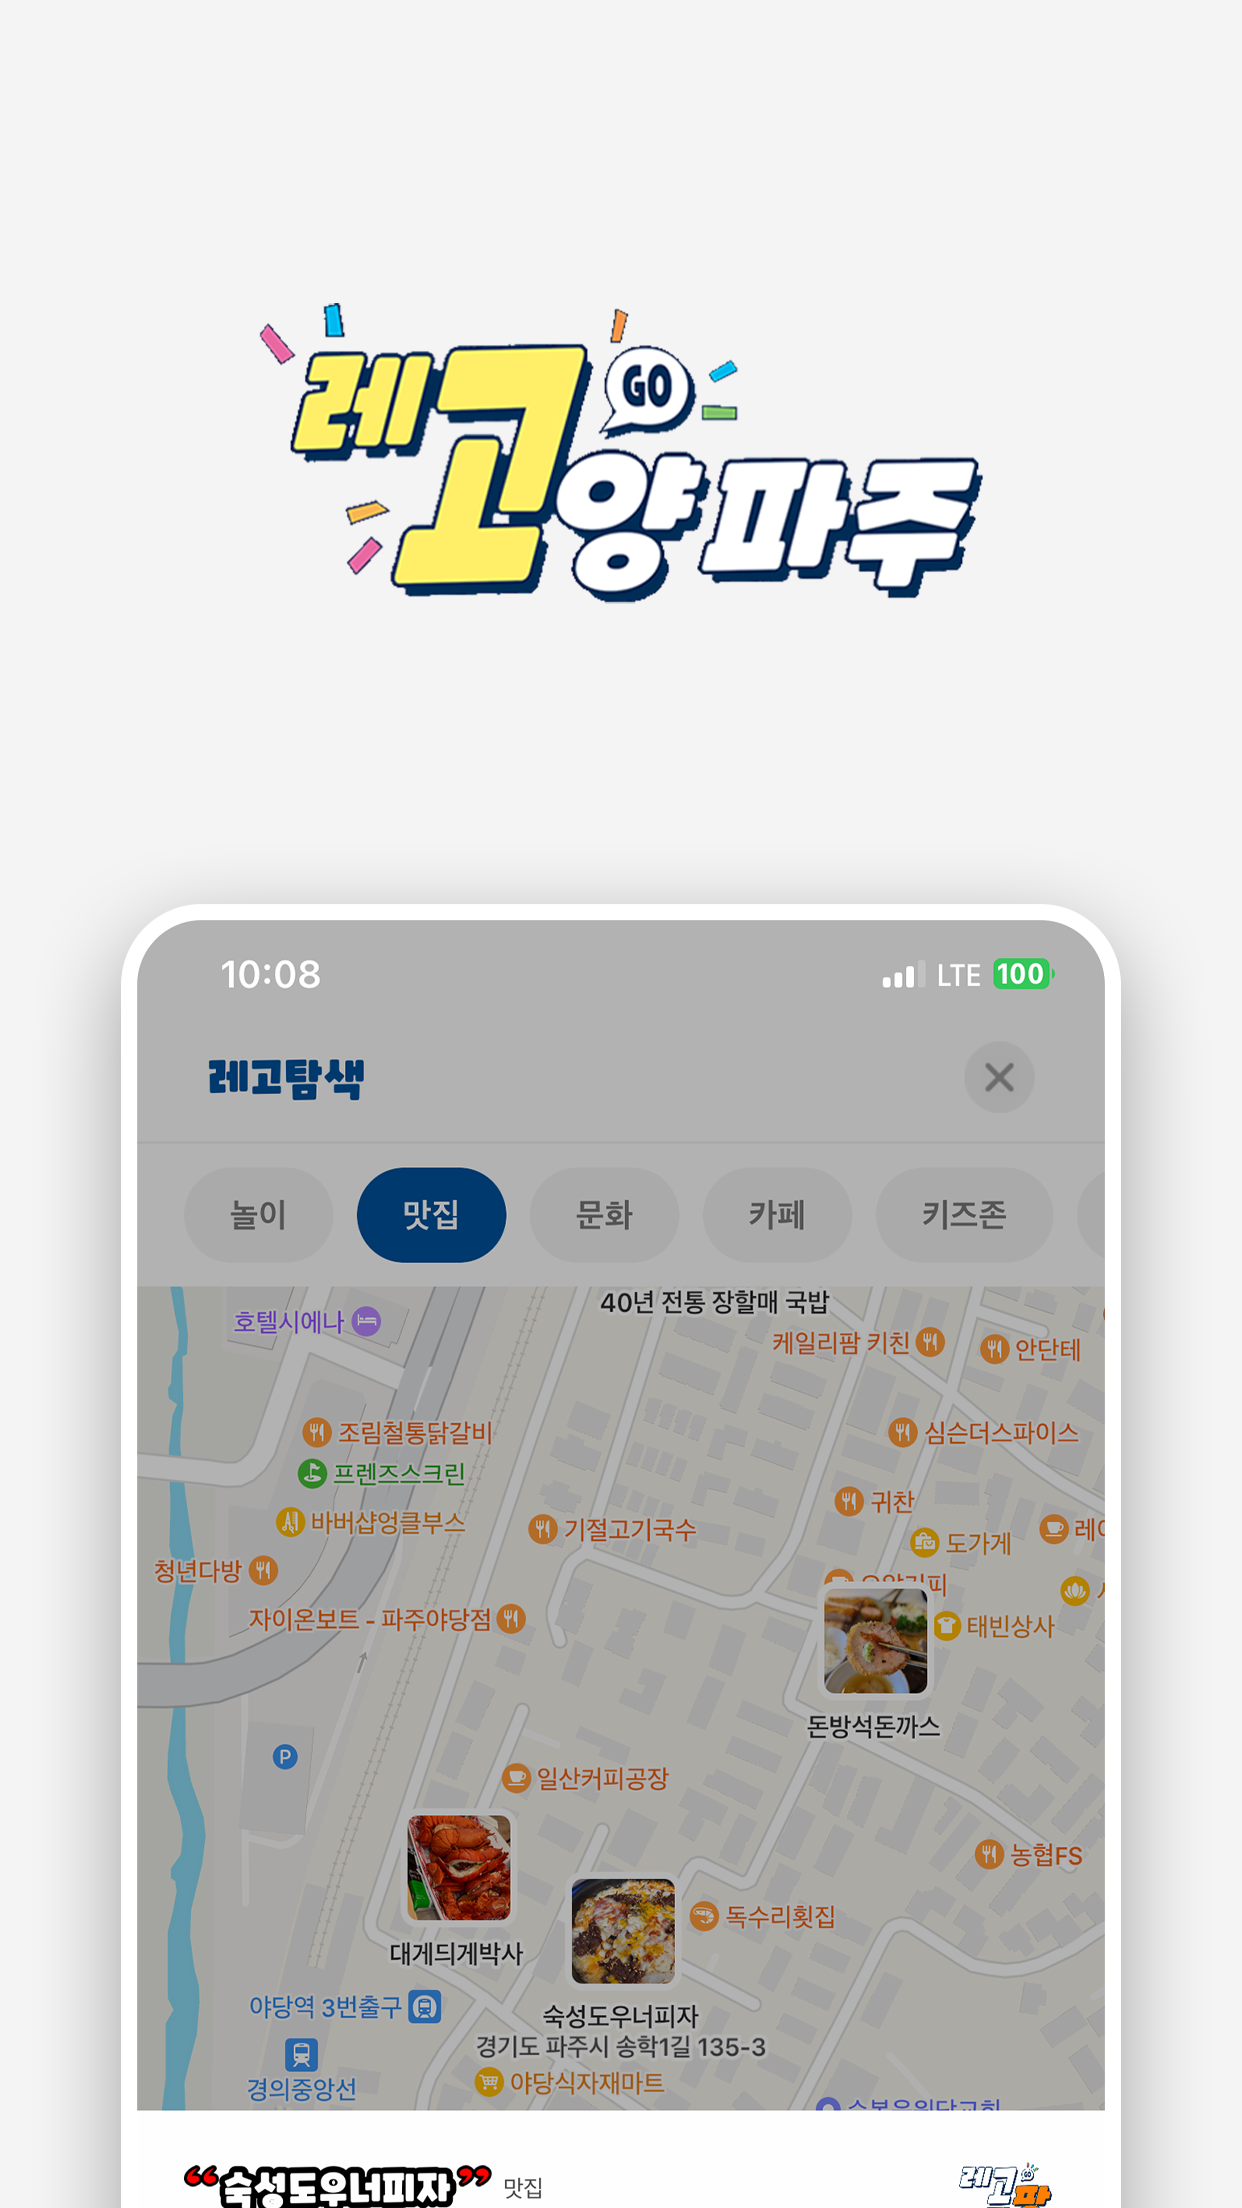 레고양파주
GO
10:08 LTE 100
레고탐색
놀이 맛집 문화 카페 키즈존
40년 전통 장할매 국밥
호텔시에나
케일리팜 키친
안단테
조림철통닭갈비
심슨더스파이스
프렌즈스크린
귀찬
바버샵엉클부스
기절고기국수
도가게
청년다방
자이온보트 - 파주야당점
태빈상사
돈방석돈까스
P
일산커피공장
농협FS
독수리횟집
대게듸게박사
야당역 3번출구
숙성도우너피자
경기도 파주시 송학1길 135-3
경의중앙선
야당식자재마트
“숙성도우너피자” 맛집
레고
GO